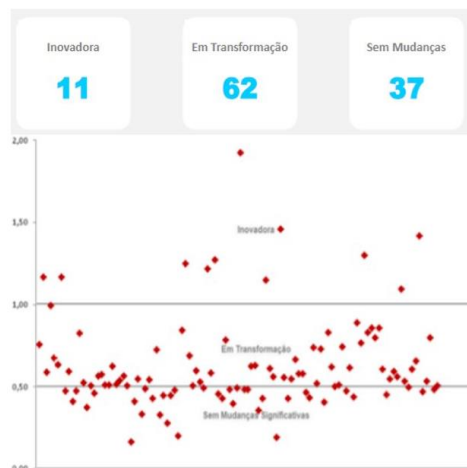 Inovadora
Em Transformação
Sem Mudanças
11
62
37
2,00
1,50
Inovadora
1,00
Em Transformação
0,50
Sem Mudanças Significativas
0,00